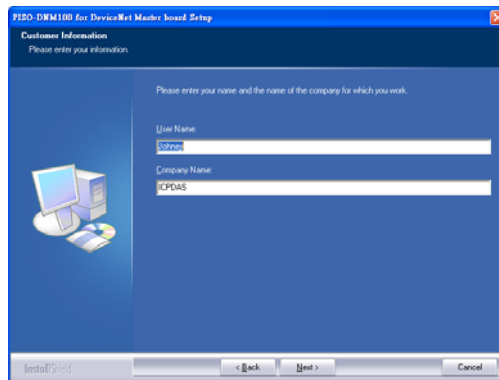 PISO-DNM100 for DeviceNet Master board Setup
Customer Information
Please enter your information.
Please enter your name and the name of the company for which you work.
User Name:
Johney
Company Name:
ICPDAS
InstallShield
< Back
Next >
Cancel